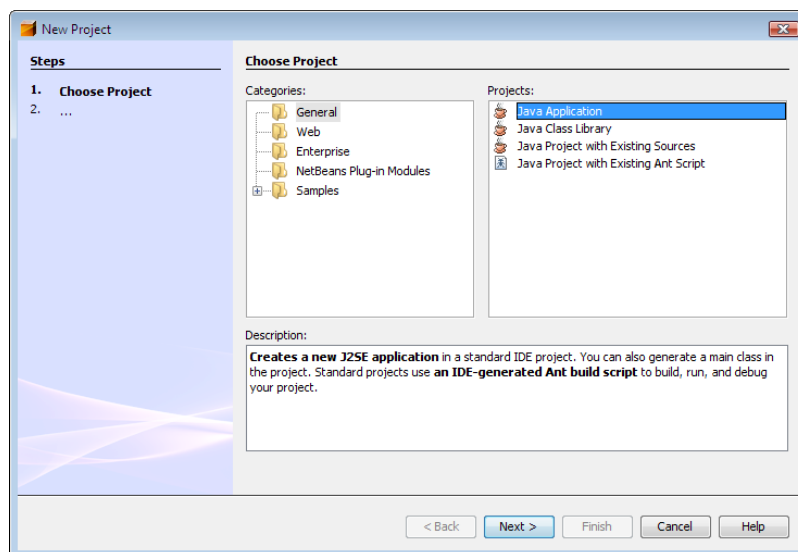 New Project
Steps
1. Choose Project
2. ...
Choose Project
Categories:
General
Web
Enterprise
NetBeans Plug-in Modules
Samples
Projects:
Java Application
Java Class Library
Java Project with Existing Sources
Java Project with Existing Ant Script
Description:
Creates a new J2SE application in a standard IDE project. You can also generate a main class in
the project. Standard projects use an IDE-generated Ant build script to build, run, and debug
your project.
< Back
Next >
Finish
Cancel
Help